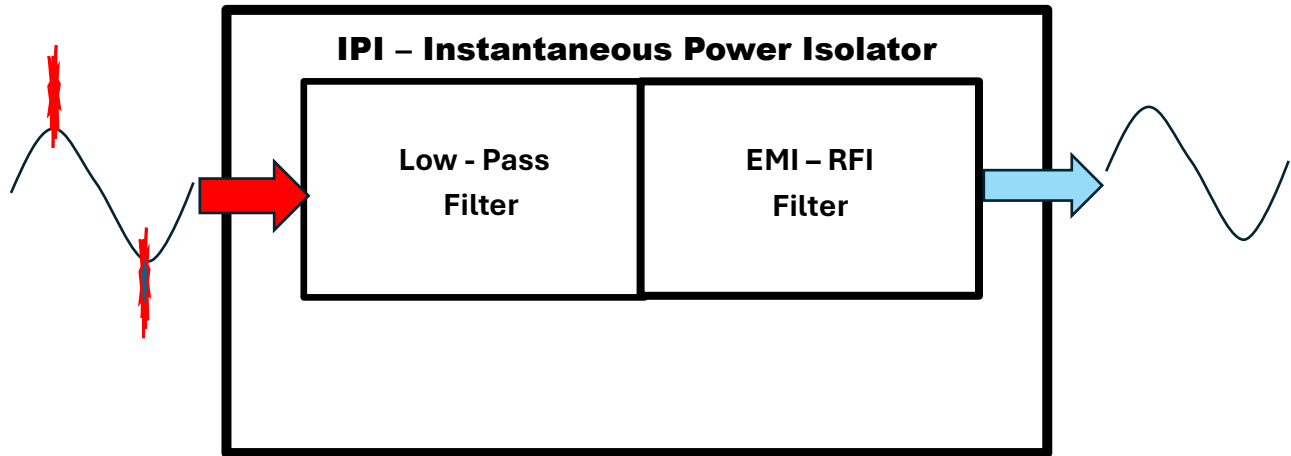 IPI – Instantaneous Power Isolator
Low - Pass
Filter
EMI – RFI
Filter